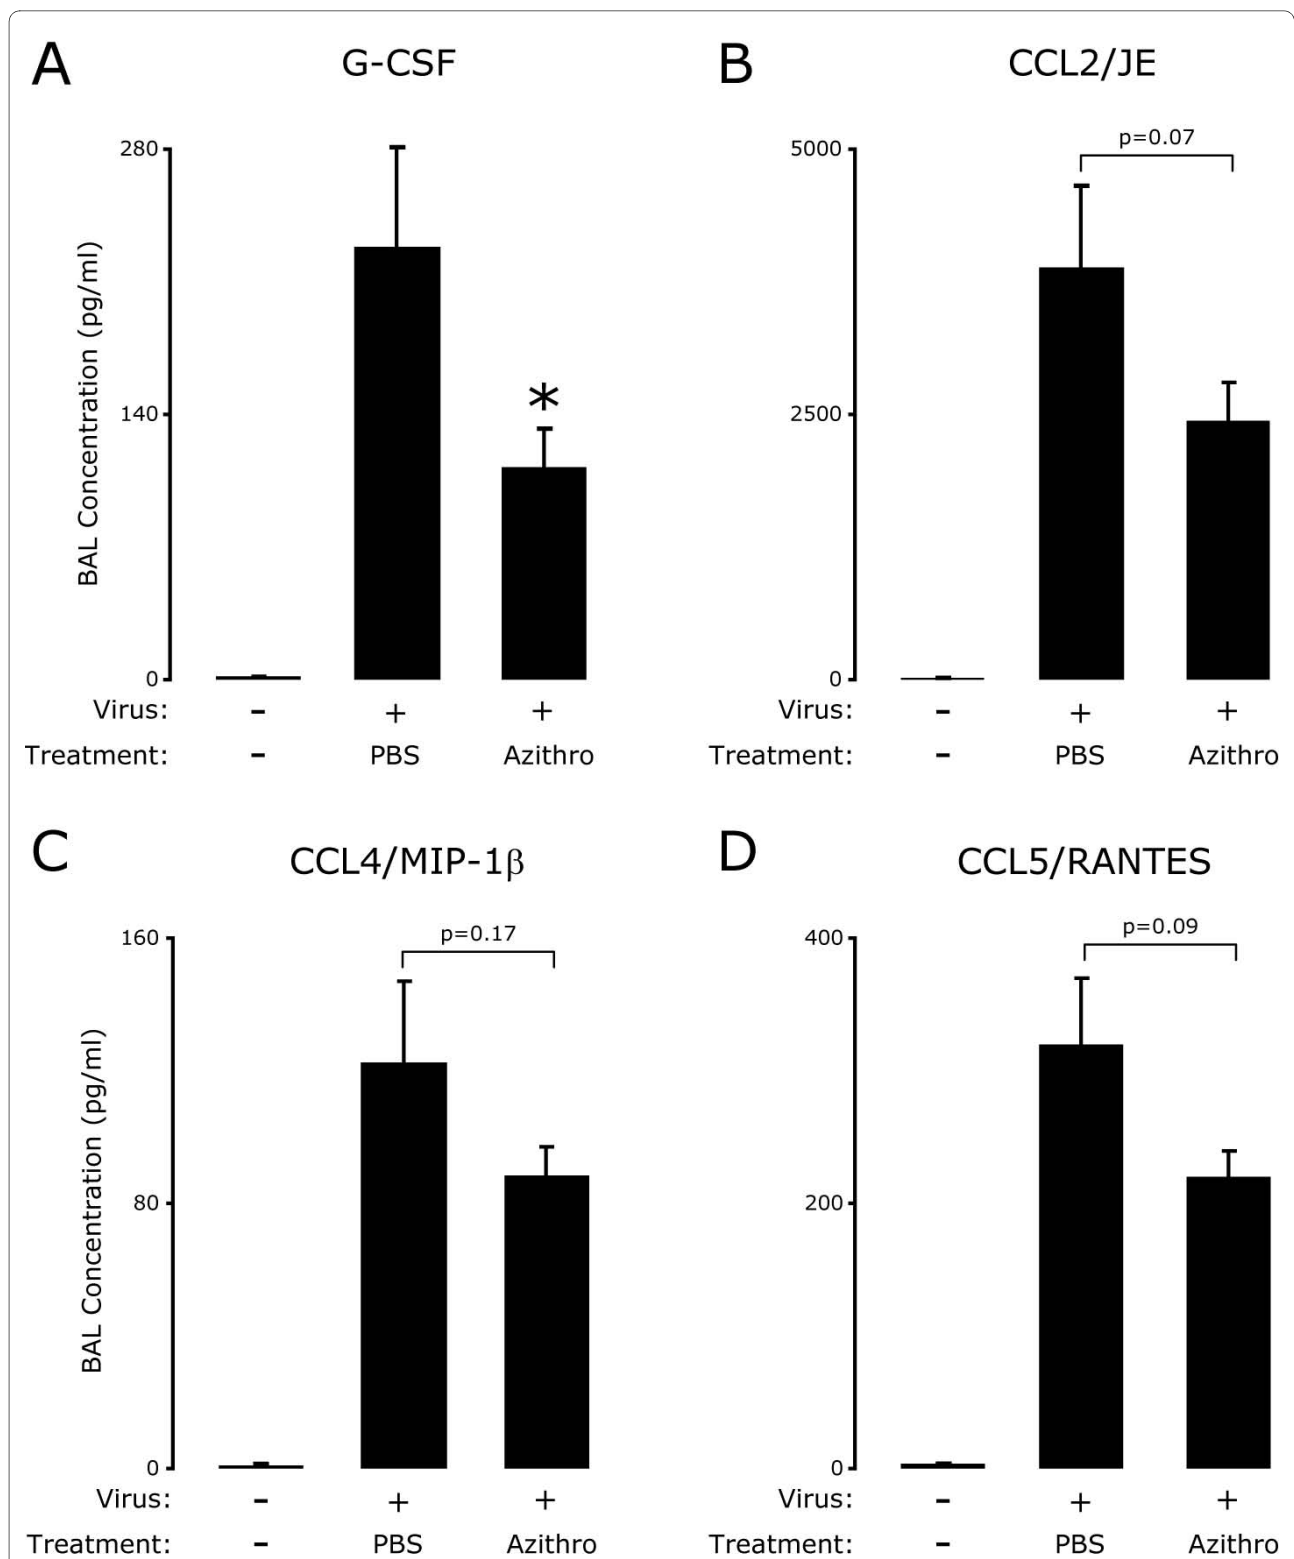 A
G-CSF
280
140
0
BAL Concentration (pg/ml)
*
Virus: - + +
Treatment: - PBS Azithro
B
CCL2/JE
p=0.07
5000
2500
0
Virus: - + +
Treatment: - PBS Azithro
C
CCL4/MIP-1β
p=0.17
160
80
0
BAL Concentration (pg/ml)
Virus: - + +
Treatment: - PBS Azithro
D
CCL5/RANTES
p=0.09
400
200
0
Virus: - + +
Treatment: - PBS Azithro